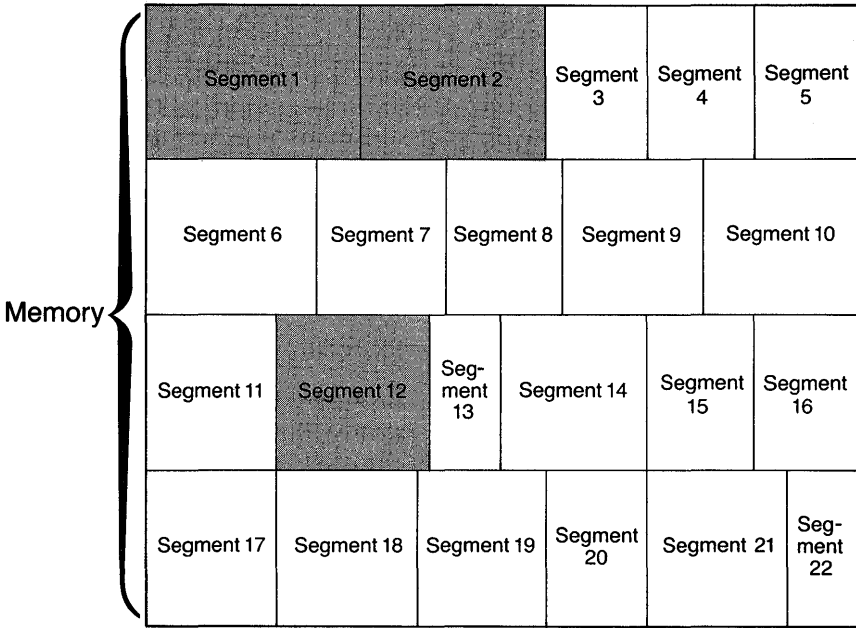 Segment 1
Segment 2
Segment
3
Segment
4
Segment
5
Segment 6
Segment 7
Segment 8
Segment 9
Segment 10
Memory
Segment 11
Segment 12
Seg-
ment
13
Segment 14
Segment
15
Segment
16
Segment 17
Segment 18
Segment 19
Segment
20
Segment 21
Seg-
ment
22